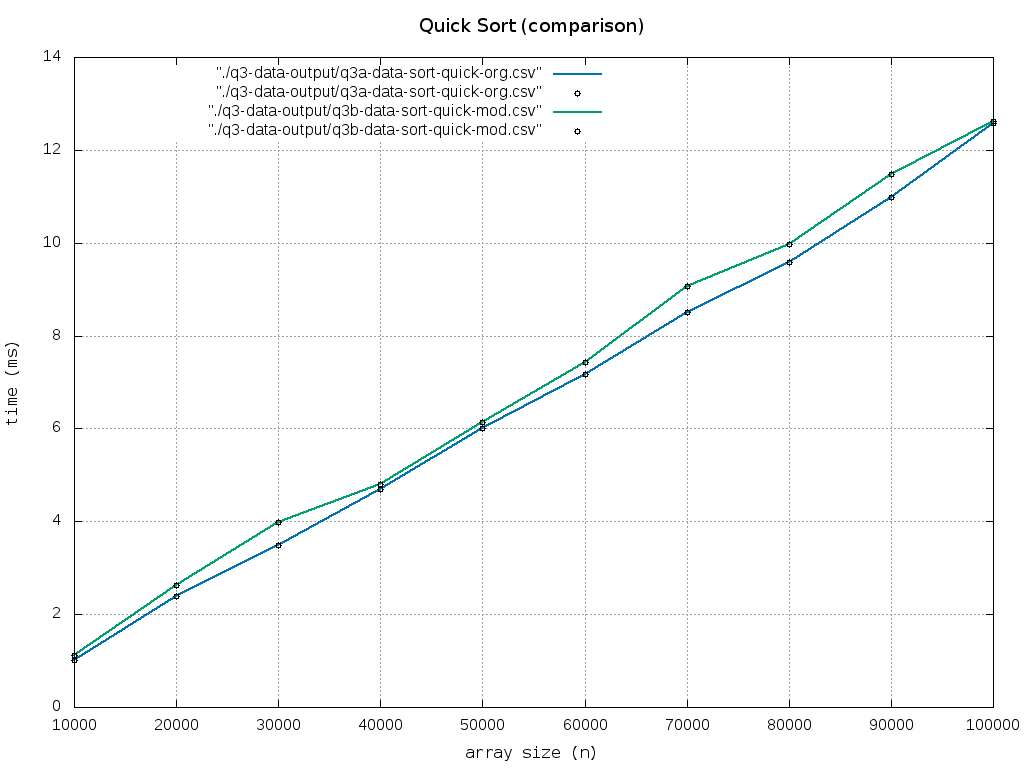 Quick Sort (comparison)
"./q3-data-output/q3a-data-sort-quick-org.csv"
"./q3-data-output/q3a-data-sort-quick-org.csv"
"./q3-data-output/q3b-data-sort-quick-mod.csv"
"./q3-data-output/q3b-data-sort-quick-mod.csv"
14
12
10
8
6
4
2
0
time (ms)
10000 20000 30000 40000 50000 60000 70000 80000 90000 100000
array size (n)